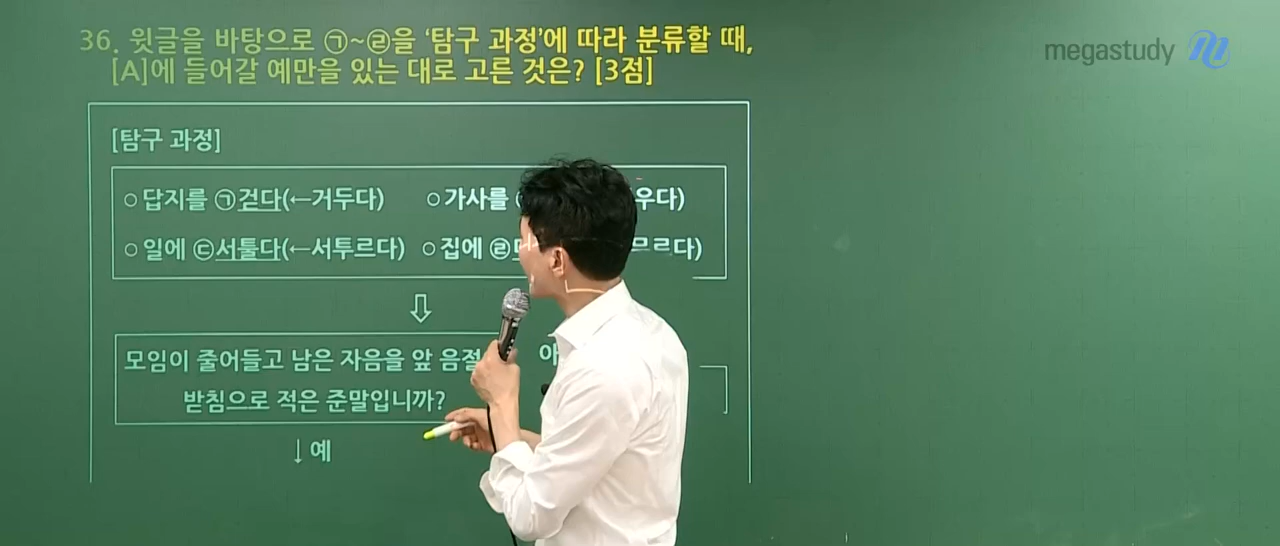 36. 윗글을 바탕으로 ㉠~㉣을 ‘탐구 과정’에 따라 분류할 때,
[A]에 들어갈 예만을 있는 대로 고른 것은? [3점]
megastudy
[탐구 과정]
○ 답지를 ㉠걷다(←거두다) ○ 가사를 우다)
○ 일에 ㉢서툴다(←서투르다) ○ 집에 ㉣ 므르다)
⇩
모임이 줄어들고 남은 자음을 앞 음절
받침으로 적은 준말입니까?
↓예